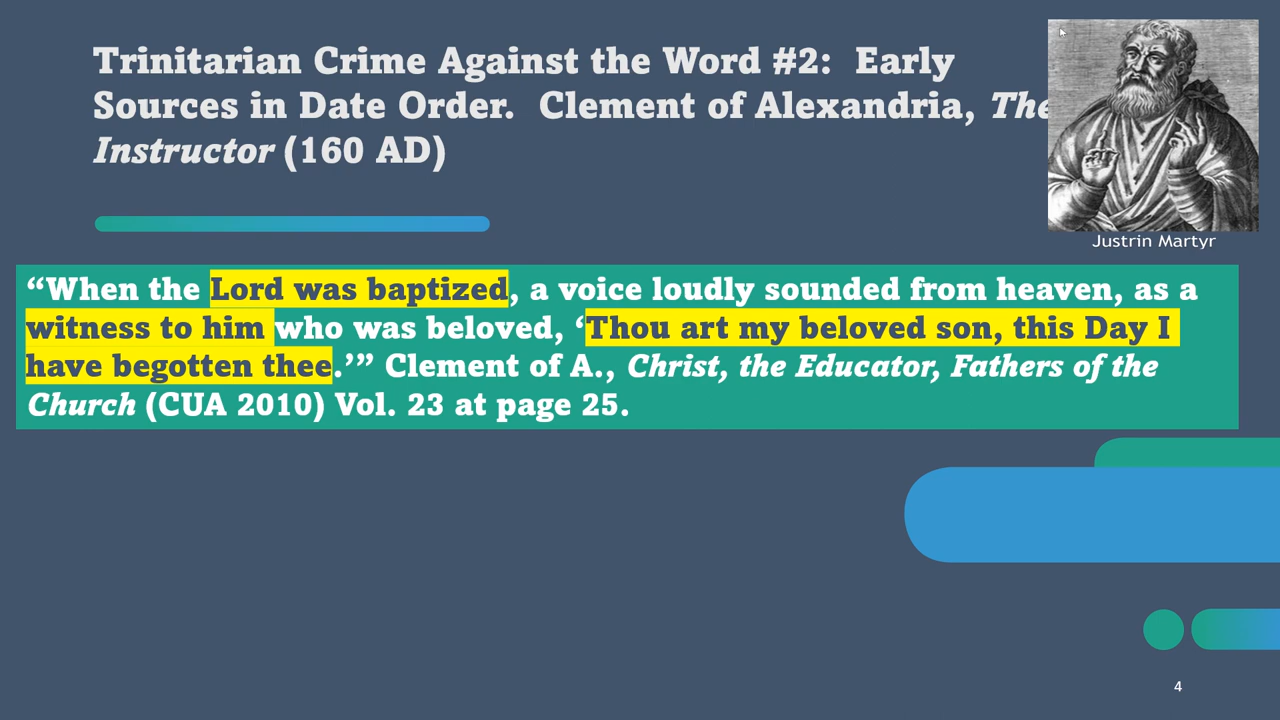 Trinitarian Crime Against the Word #2:  Early
Sources in Date Order.  Clement of Alexandria, The
Instructor (160 AD)
Justrin Martyr
“When the Lord was baptized, a voice loudly sounded from heaven, as a
witness to him who was beloved, ‘Thou art my beloved son, this Day I
have begotten thee.’” Clement of A., Christ, the Educator, Fathers of the
Church (CUA 2010) Vol. 23 at page 25.
4